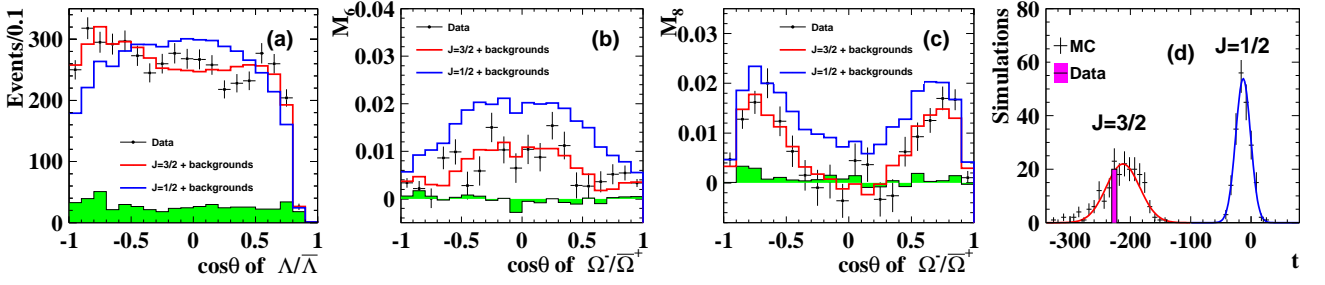 Events/0.1
300
200
100
0
(a)
Data
J=3/2 + backgrounds
J=1/2 + backgrounds
-1 -0.5 0 0.5 1
cosθ of Λ/Λ̅
M6
-0.04
0.03
0.02
0.01
0
(b)
Data
J=3/2 + backgrounds
J=1/2 + backgrounds
-1 -0.5 0 0.5 1
cosθ of Ω-/Ω̅+
M8
0.03
0.02
0.01
0
(c)
Data
J=3/2 + backgrounds
J=1/2 + backgrounds
-1 -0.5 0 0.5 1
cosθ of Ω-/Ω̅+
Simulations
80
60
40
20
0
MC
Data
(d)
J=1/2
J=3/2
-300 -200 -100 0
t